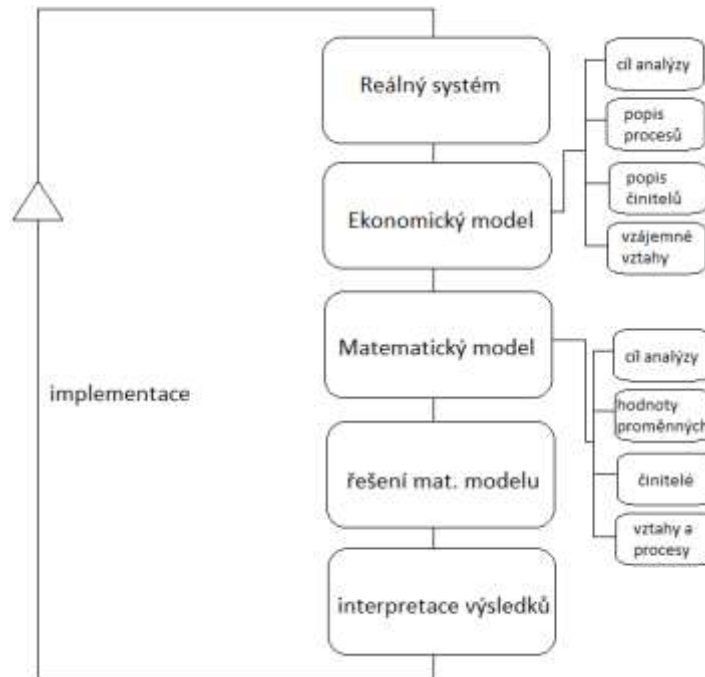 Reálný systém
cíl analýzy
popis
procesů
popis
činitelů
vzájemné
vztahy
Ekonomický model
Matematický model
cíl analýzy
hodnoty
proměnných
činitelé
vztahy a
procesy
implementace
řešení mat. modelu
interpretace výsledků